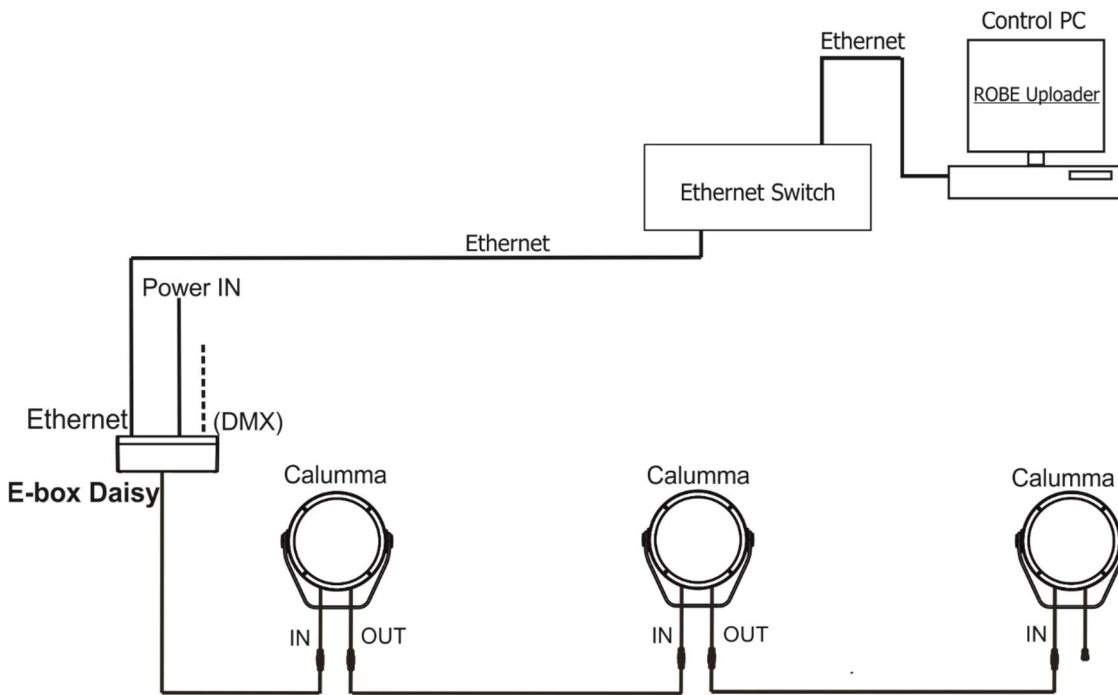 Control PC
Ethernet
ROBE Uploader
Ethernet Switch
Ethernet
Power IN
Ethernet
(DMX)
E-box Daisy
Calumma
Calumma
Calumma
IN
OUT
IN
OUT
IN